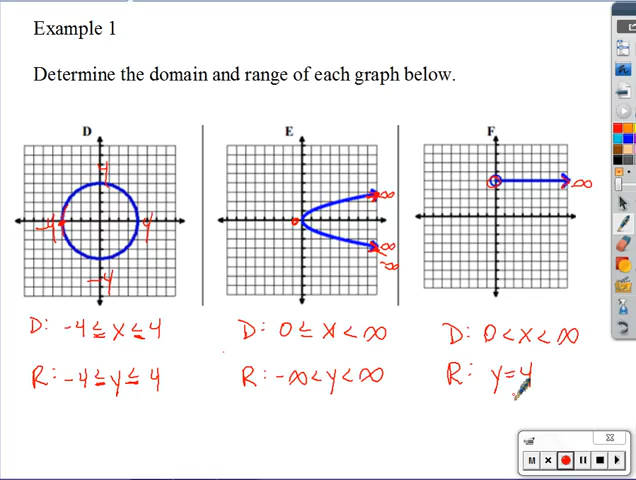 Example 1
Determine the domain and range of each graph below.
D
E
F
4
-4
4
-4
0
∞
∞
-∞
∞
D: -4 ≤ x ≤ 4
D: 0 ≤ x < ∞
D: 0 < x < ∞
R: -4 ≤ y ≤ 4
R: -∞ < y < ∞
R: y = 4
M